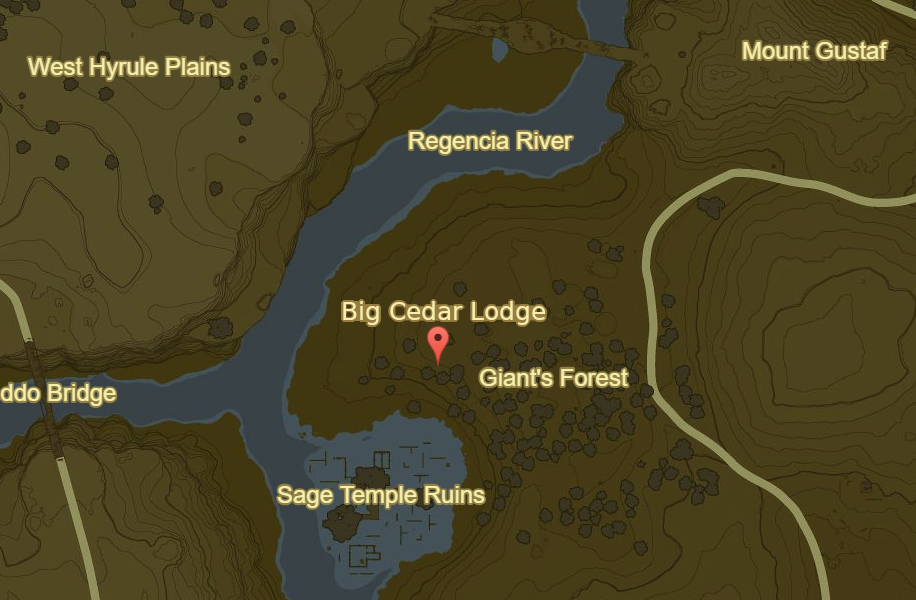 West Hyrule Plains
Mount Gustaf
Regencia River
Big Cedar Lodge
Giant's Forest
ddo Bridge
Sage Temple Ruins